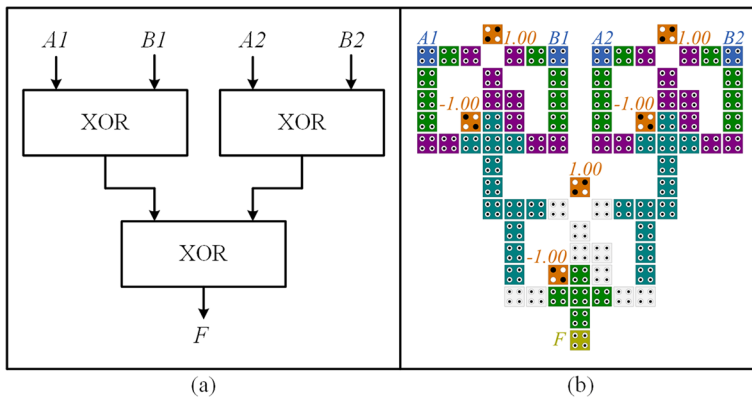 A1 B1 A2 B2
XOR XOR
XOR
F
(a)
A1 1.00 B1 A2 1.00 B2
-1.00 -1.00
1.00
-1.00
F
(b)